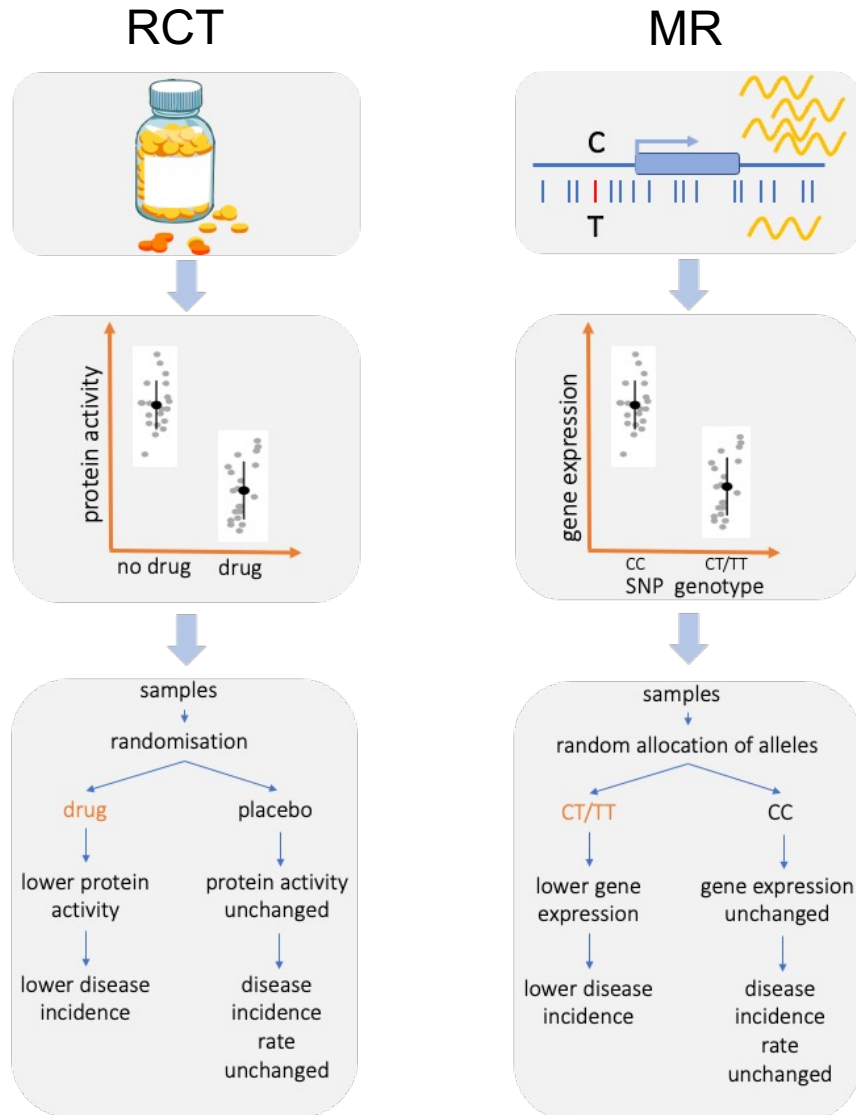 RCT
protein activity
no drug drug
samples
randomisation
drug placebo
lower protein protein activity
activity unchanged
lower disease disease
incidence incidence
rate
unchanged
MR
C
T
gene expression
CC CT/TT
SNP genotype
samples
random allocation of alleles
CT/TT CC
lower gene gene expression
expression unchanged
lower disease disease
incidence incidence
rate
unchanged